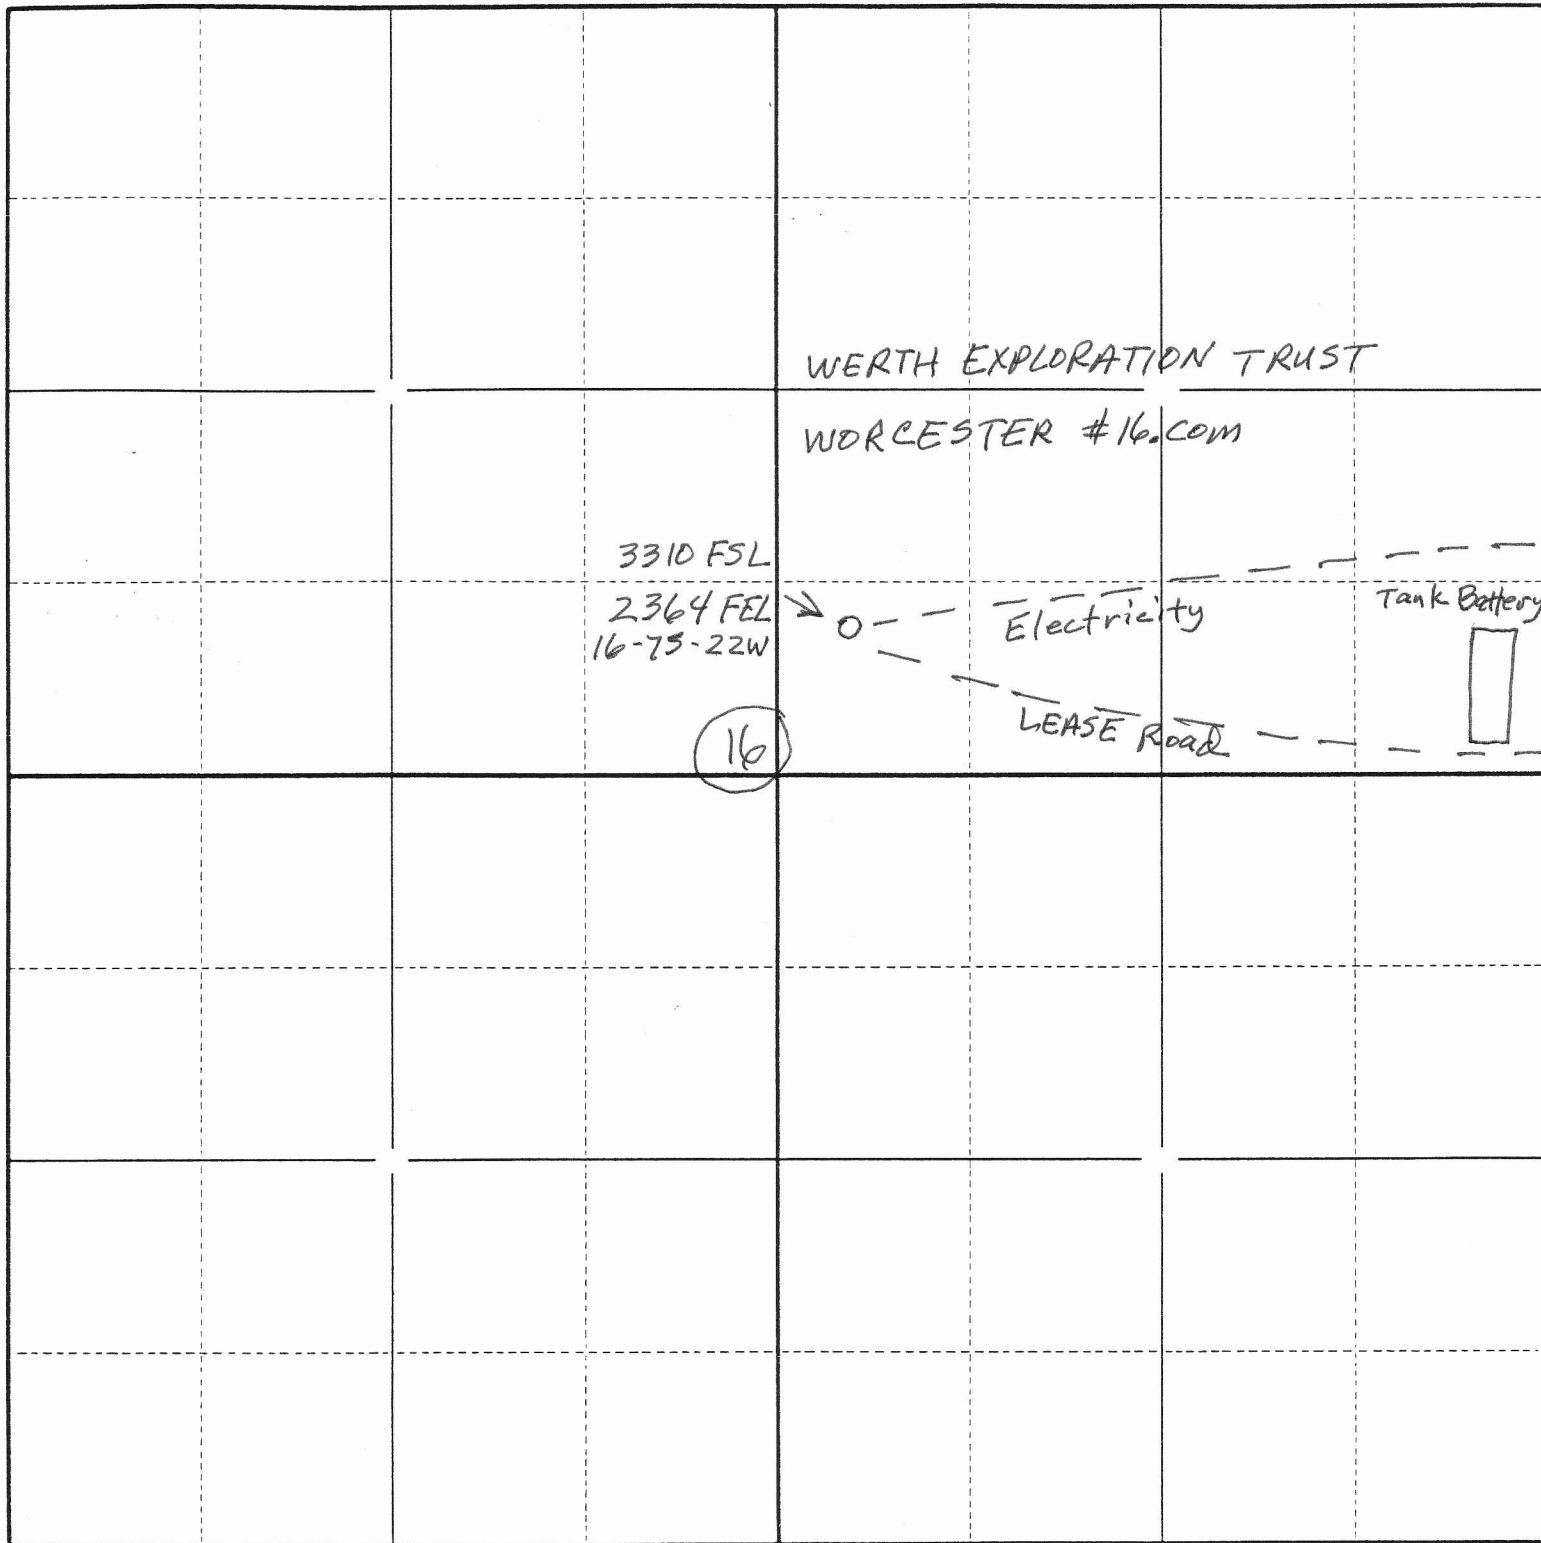 WERTH EXPLORATION TRUST
WORCESTER #16.com
3310 FSL
2364 FEL
16-7S-22W
Electricity
Tank Battery
LEASE Road
16